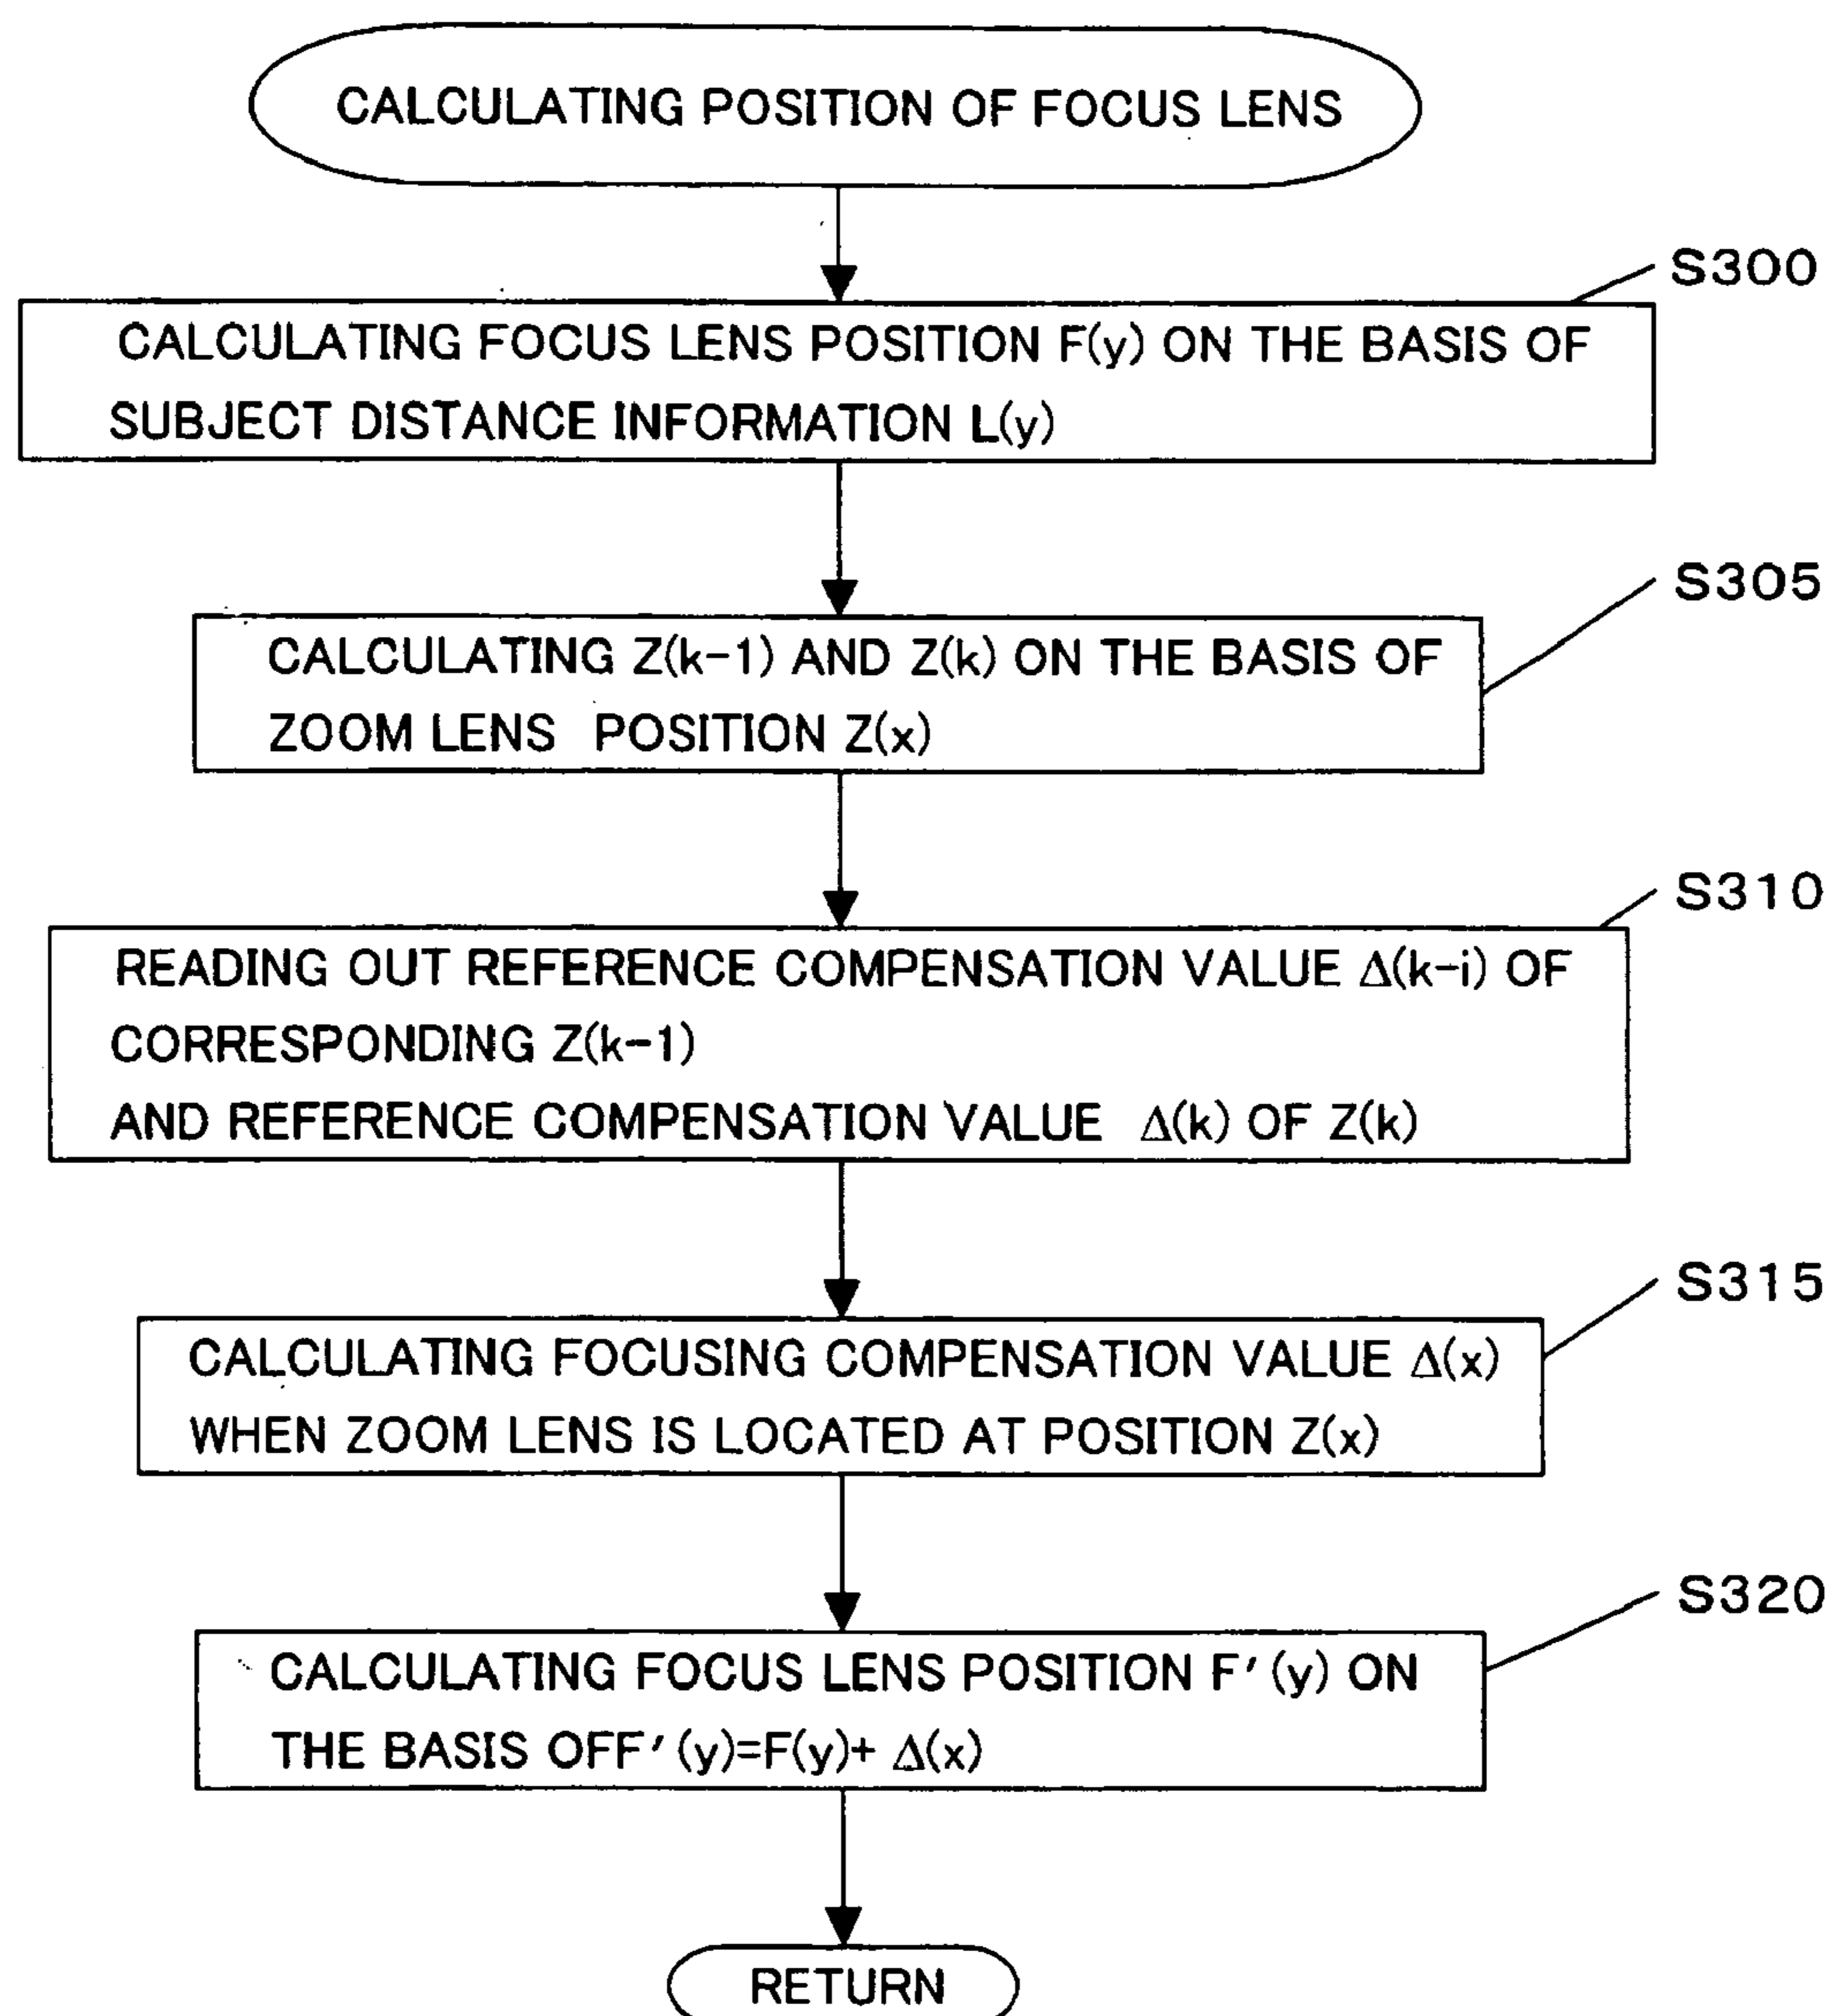 CALCULATING POSITION OF FOCUS LENS
S300
CALCULATING FOCUS LENS POSITION F(y) ON THE BASIS OF
SUBJECT DISTANCE INFORMATION L(y)
S305
CALCULATING Z(k-1) AND Z(k) ON THE BASIS OF
ZOOM LENS POSITION Z(x)
S310
READING OUT REFERENCE COMPENSATION VALUE Δ(k-i) OF
CORRESPONDING Z(k-1)
AND REFERENCE COMPENSATION VALUE Δ(k) OF Z(k)
S315
CALCULATING FOCUSING COMPENSATION VALUE Δ(x)
WHEN ZOOM LENS IS LOCATED AT POSITION Z(x)
S320
CALCULATING FOCUS LENS POSITION F'(y) ON
THE BASIS OFF'(y)=F(y)+ Δ(x)
RETURN